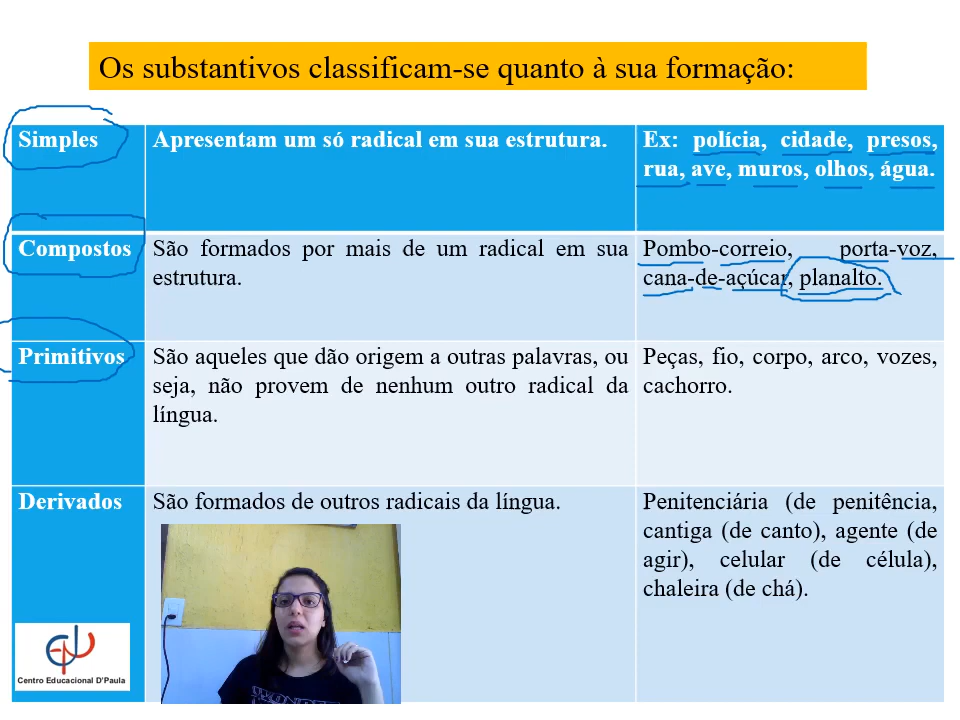 Os substantivos classificam-se quanto à sua formação:
Simples
Apresentam um só radical em sua estrutura.
Ex: polícia, cidade, presos,
rua, ave, muros, olhos, água.
Compostos
São formados por mais de um radical em sua
estrutura.
Pombo-correio, porta-voz,
cana-de-açúcar, planalto.
Primitivos
São aqueles que dão origem a outras palavras, ou
seja, não provem de nenhum outro radical da
língua.
Peças, fio, corpo, arco, vozes,
cachorro.
Derivados
São formados de outros radicais da língua.
Penitenciária (de penitência,
cantiga (de canto), agente (de
agir), celular (de célula),
chaleira (de chá).
Centro Educacional D'Paula